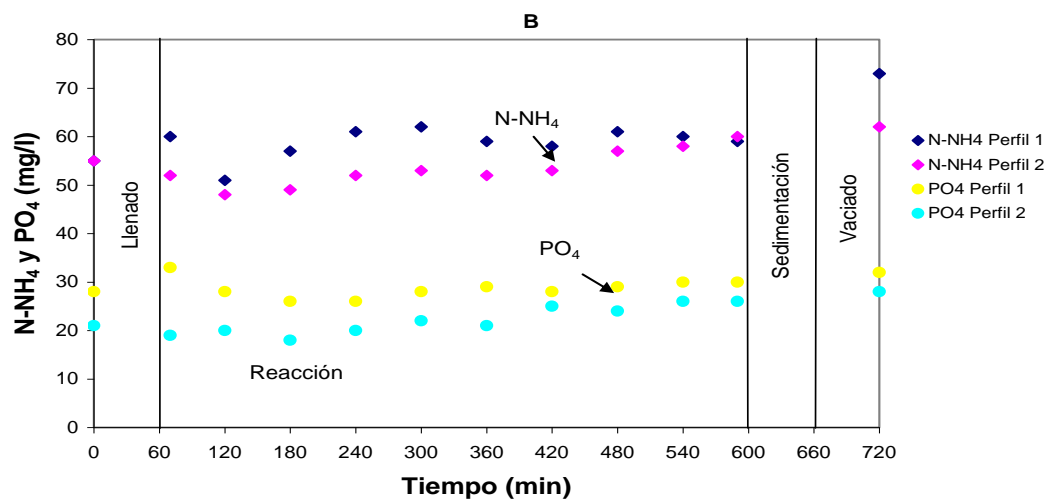 B
80
70
60
50
40
30
20
10
0
N-NH₄ y PO₄ (mg/l)
Llenado
N-NH₄
PO₄
Reacción
Sedimentación
Vaciado
0 60 120 180 240 300 360 420 480 540 600 660 720
Tiempo (min)
N-NH4 Perfil 1
N-NH4 Perfil 2
PO4 Perfil 1
PO4 Perfil 2